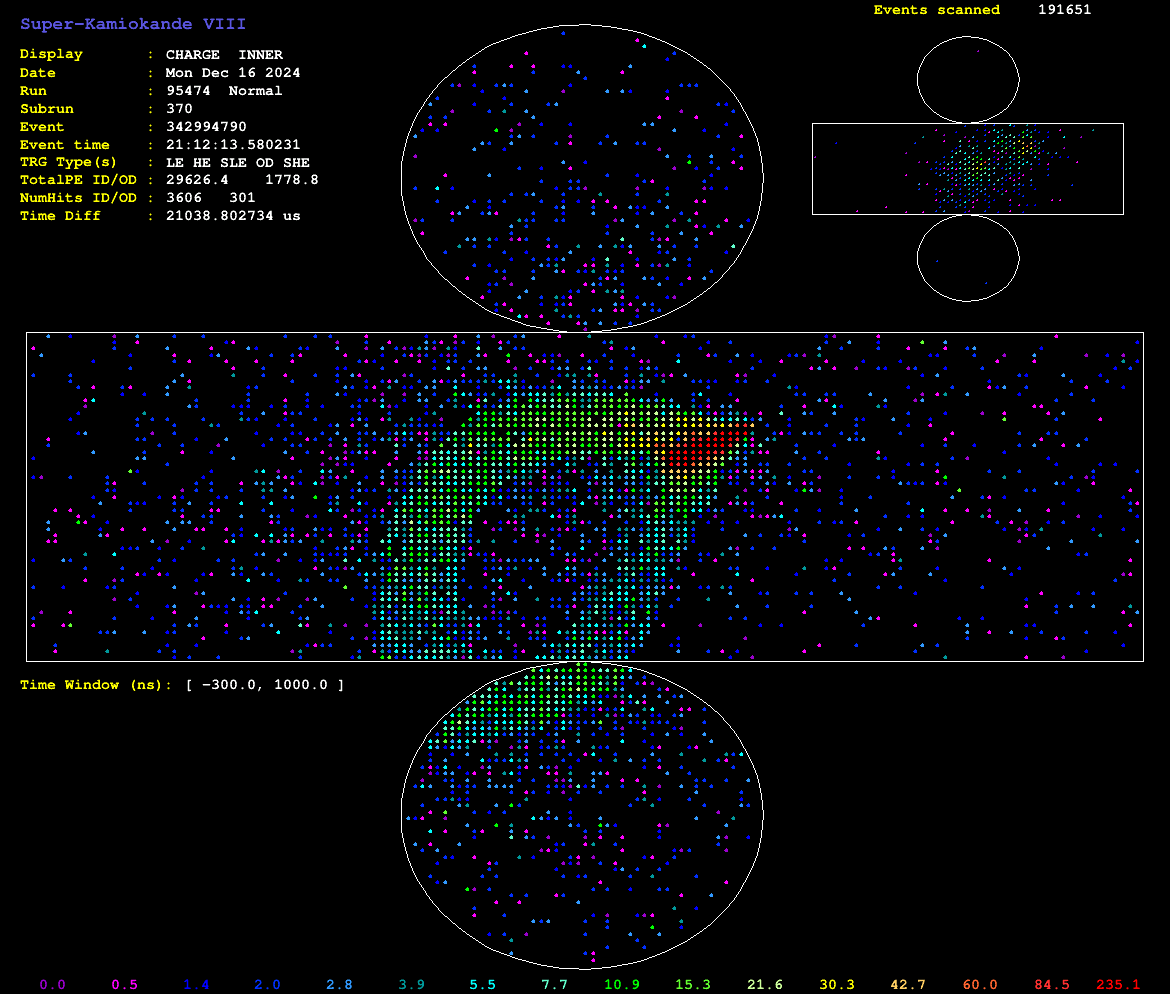 Super-Kamiokande VIII
Events scanned 191651
Display : CHARGE INNER
Date : Mon Dec 16 2024
Run : 95474 Normal
Subrun : 370
Event : 342994790
Event time : 21:12:13.580231
TRG Type(s) : LE HE SLE OD SHE
TotalPE ID/OD : 29626.4 1778.8
NumHits ID/OD : 3606 301
Time Diff : 21038.802734 us
Time Window (ns): [ −300.0, 1000.0 ]
0.0 0.5 1.4 2.0 2.8 3.9 5.5 7.7 10.9 15.3 21.6 30.3 42.7 60.0 84.5 235.1